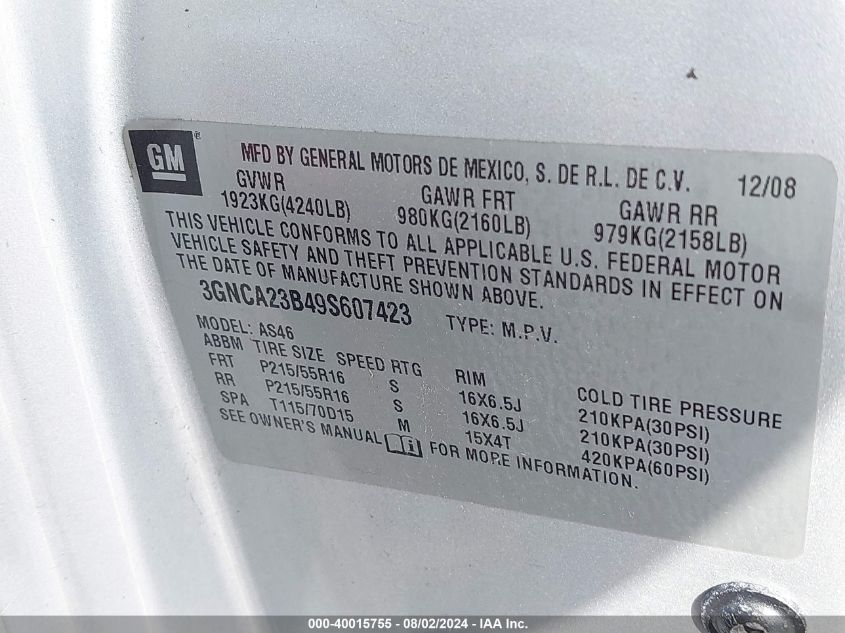 GM ®
MFD BY GENERAL MOTORS DE MEXICO, S. DE R.L. DE C.V. 12/08
GVWR GAWR FRT GAWR RR
1923KG(4240LB) 980KG(2160LB) 979KG(2158LB)
THIS VEHICLE CONFORMS TO ALL APPLICABLE U.S. FEDERAL MOTOR
VEHICLE SAFETY AND THEFT PREVENTION STANDARDS IN EFFECT ON
THE DATE OF MANUFACTURE SHOWN ABOVE.
3GNCA23B49S607423 TYPE: M.P.V.
MODEL: AS46
ABBM TIRE SIZE SPEED RTG RIM COLD TIRE PRESSURE
FRT P215/55R16 S 16X6.5J 210KPA(30PSI)
RR P215/55R16 S 16X6.5J 210KPA(30PSI)
SPA T115/70D15 M 15X4T 420KPA(60PSI)
SEE OWNER'S MANUAL i FOR MORE INFORMATION.
000-40015755 - 08/02/2024 - IAA Inc.